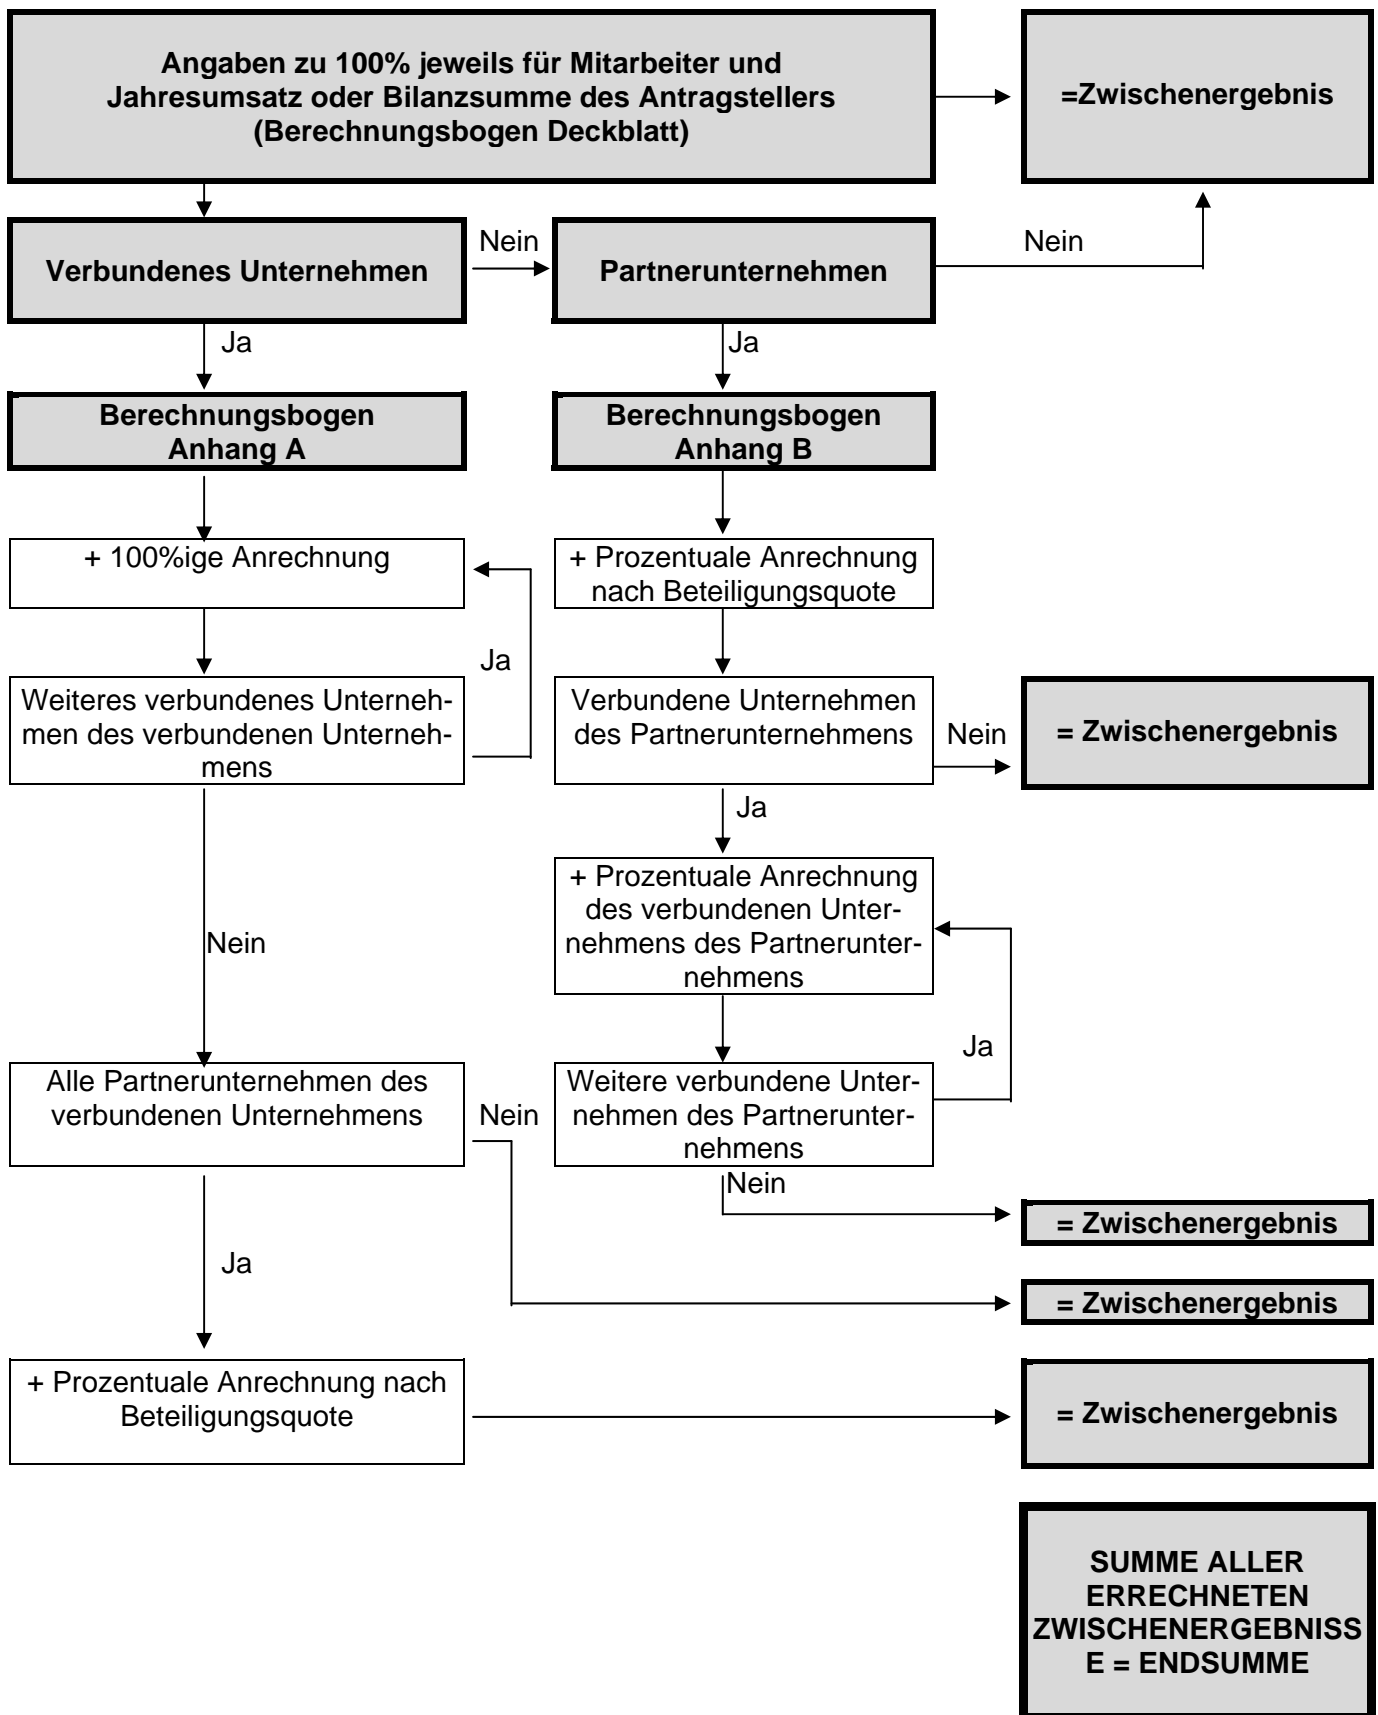 Angaben zu 100% jeweils für Mitarbeiter und
Jahresumsatz oder Bilanzsumme des Antragstellers
(Berechnungsbogen Deckblatt)
=Zwischenergebnis
Verbundenes Unternehmen
Nein
Partnerunternehmen
Nein
Ja
Ja
Berechnungsbogen
Anhang A
Berechnungsbogen
Anhang B
+ 100%ige Anrechnung
+ Prozentuale Anrechnung
nach Beteiligungsquote
Ja
Weiteres verbundenes Unterneh-
men des verbundenen Unterneh-
mens
Verbundene Unternehmen
des Partnerunternehmens
Nein
= Zwischenergebnis
Ja
+ Prozentuale Anrechnung
des verbundenen Unter-
nehmens des Partnerunter-
nehmens
Nein
Ja
Alle Partnerunternehmen des
verbundenen Unternehmens
Nein
Weitere verbundene Unter-
nehmen des Partnerunter-
nehmens
Nein
= Zwischenergebnis
Ja
= Zwischenergebnis
+ Prozentuale Anrechnung nach
Beteiligungsquote
= Zwischenergebnis
SUMME ALLER
ERRECHNETEN
ZWISCHENERGEBNISS
E = ENDSUMME